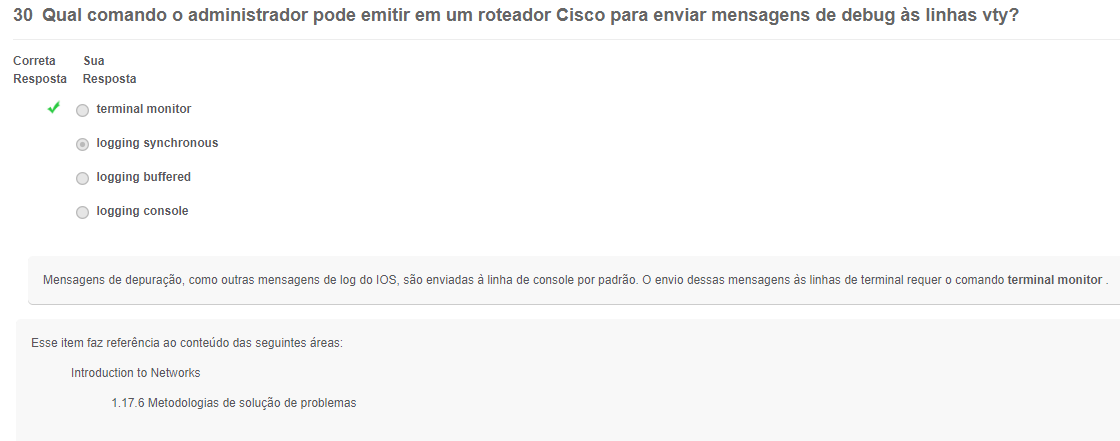 30 Qual comando o administrador pode emitir em um roteador Cisco para enviar mensagens de debug às linhas vty?
Correta Sua
Resposta Resposta
terminal monitor
logging synchronous
logging buffered
logging console
Mensagens de depuração, como outras mensagens de log do IOS, são enviadas à linha de console por padrão. O envio dessas mensagens às linhas de terminal requer o comando terminal monitor .
Esse item faz referência ao conteúdo das seguintes áreas:
Introduction to Networks
1.17.6 Metodologias de solução de problemas